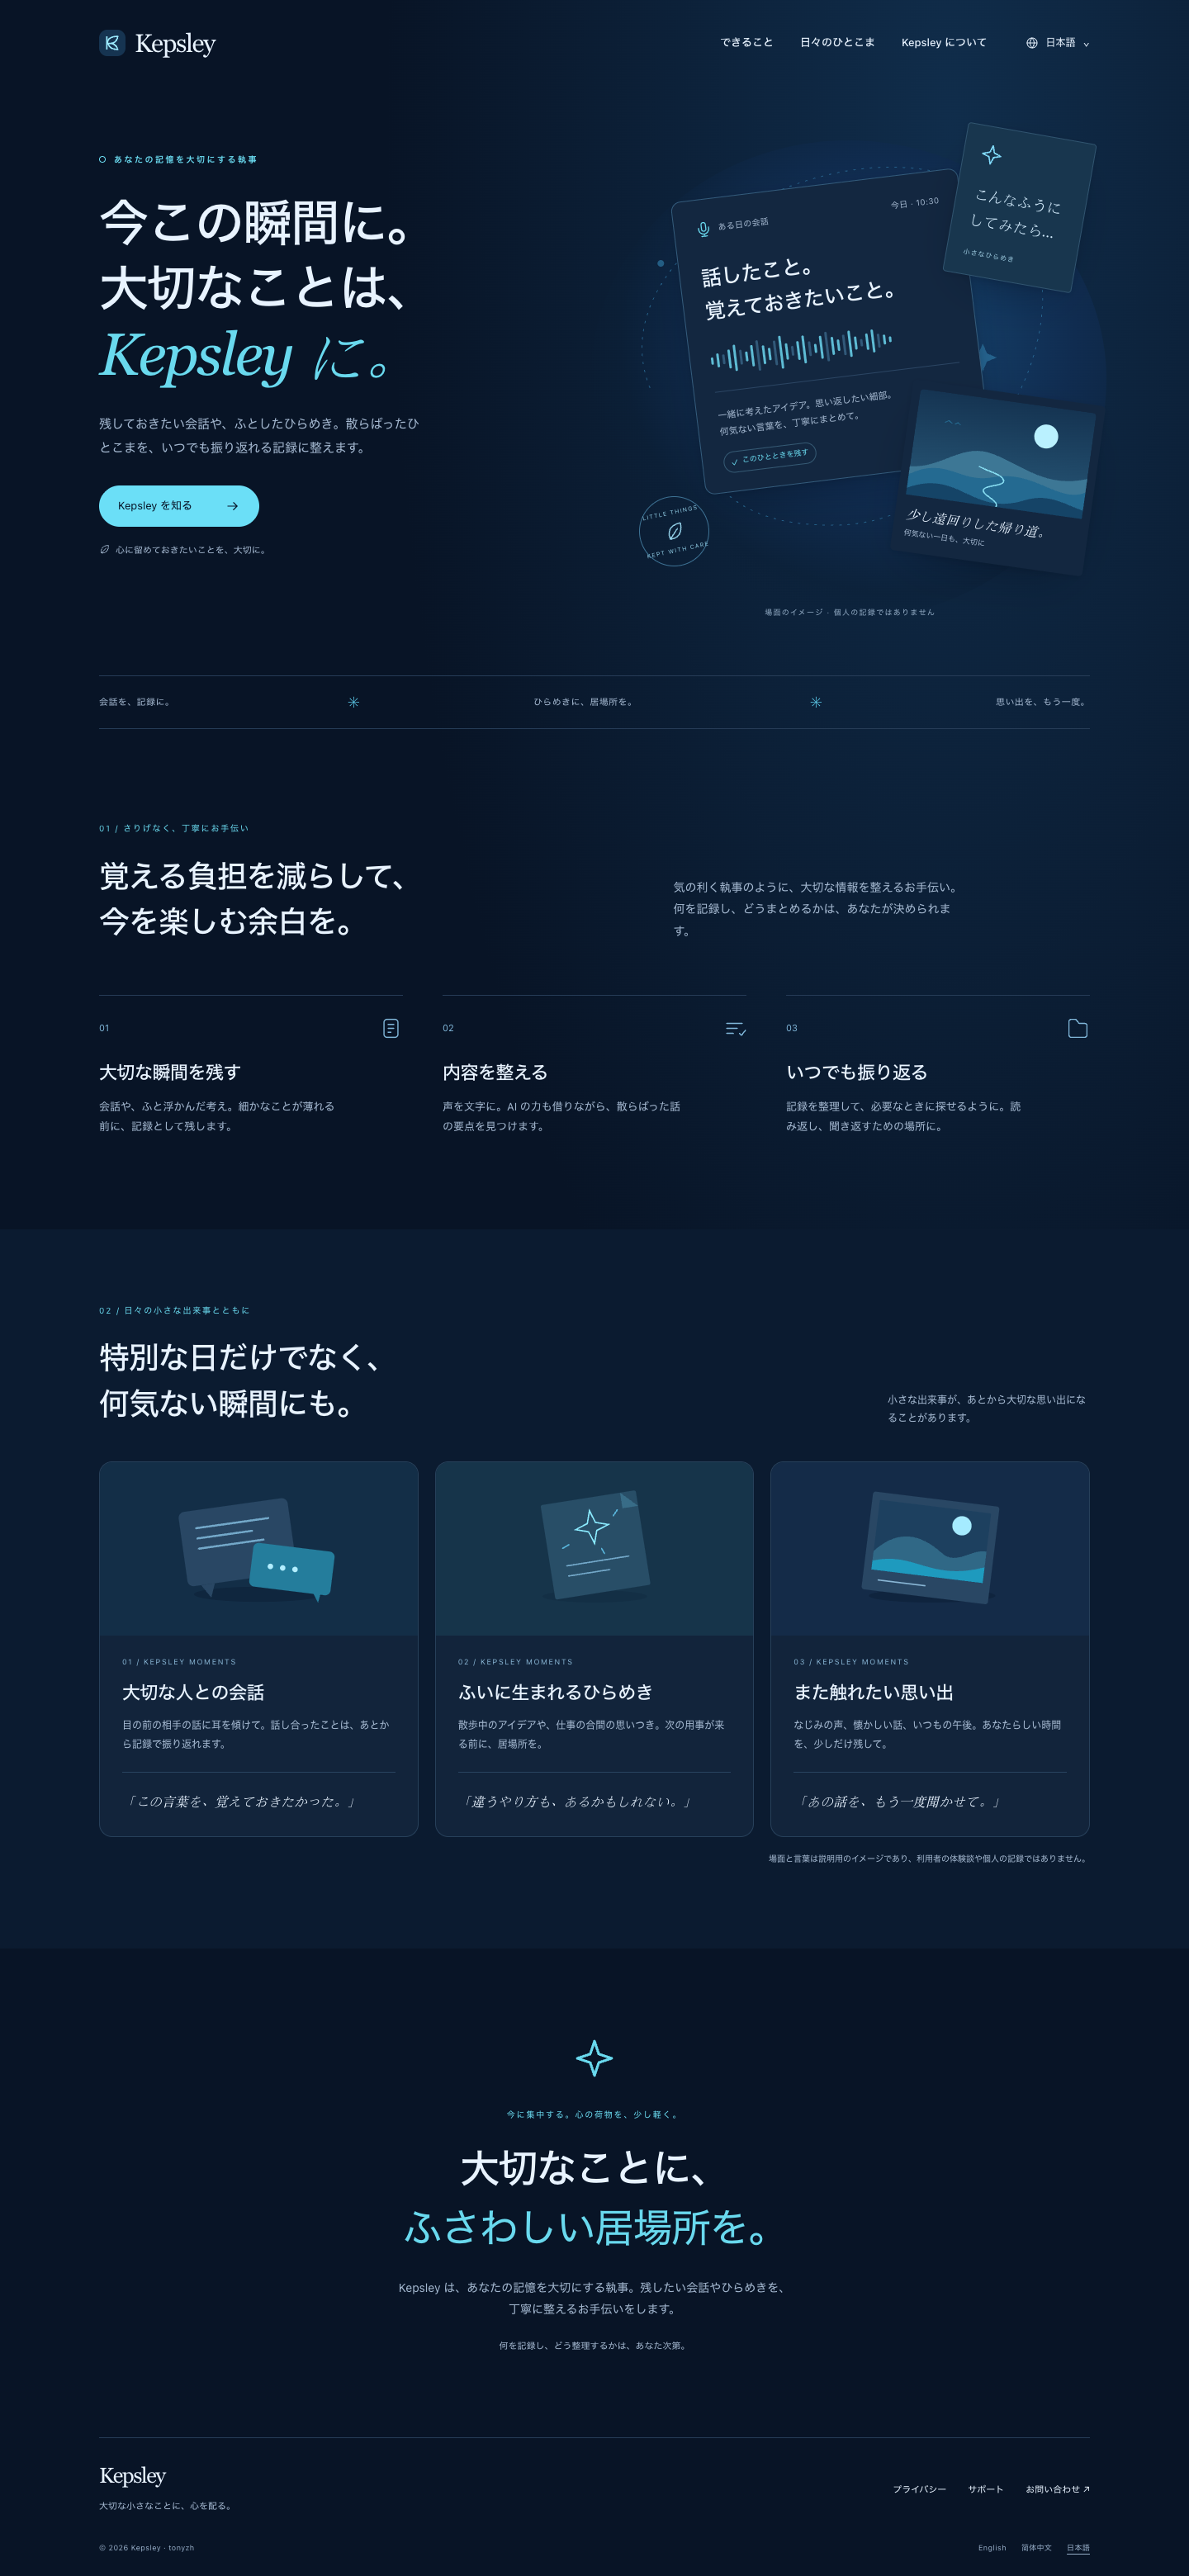 Kepsley
できること
日々のひとこま
Kepsley について
日本語
あなたの記憶を大切にする執事
今この瞬間に。
大切なことは、
Kepsley に。
残しておきたい会話や、ふとしたひらめき。散らばったひ
とこまを、いつでも振り返れる記録に整えます。
Kepsley を知る
心に留めておきたいことを、大切に。
ある日の会話
今日 · 10:30
話したこと。
覚えておきたいこと。
一緒に考えたアイデア。思い返したい細部。
何気ない言葉を、丁寧にまとめて。
このひとときを残す
こんなふうに
してみたら…
小さなひらめき
少し遠回りした帰り道。
何気ない一日も、大切に
LITTLE THINGS
KEPT WITH CARE
場面のイメージ · 個人の記録ではありません
会話を、記録に。
ひらめきに、居場所を。
思い出を、もう一度。
01 / さりげなく、丁寧にお手伝い
覚える負担を減らして、
今を楽しむ余白を。
気の利く執事のように、大切な情報を整えるお手伝い。
何を記録し、どうまとめるかは、あなたが決められま
す。
01
大切な瞬間を残す
会話や、ふと浮かんだ考え。細かなことが薄れる
前に、記録として残します。
02
内容を整える
声を文字に。AI の力も借りながら、散らばった話
の要点を見つけます。
03
いつでも振り返る
記録を整理して、必要なときに探せるように。読
み返し、聞き返すための場所に。
02 / 日々の小さな出来事とともに
特別な日だけでなく、
何気ない瞬間にも。
小さな出来事が、あとから大切な思い出にな
ることがあります。
01 / KEPSLEY MOMENTS
大切な人との会話
目の前の相手の話に耳を傾けて。話し合ったことは、あとか
ら記録で振り返れます。
「この言葉を、覚えておきたかった。」
02 / KEPSLEY MOMENTS
ふいに生まれるひらめき
散歩中のアイデアや、仕事の合間の思いつき。次の用事が来
る前に、居場所を。
「違うやり方も、あるかもしれない。」
03 / KEPSLEY MOMENTS
また触れたい思い出
なじみの声、懐かしい話、いつもの午後。あなたらしい時間
を、少しだけ残して。
「あの話を、もう一度聞かせて。」
場面と言葉は説明用のイメージであり、利用者の体験談や個人の記録ではありません。
今に集中する。心の荷物を、少し軽く。
大切なことに、
ふさわしい居場所を。
Kepsley は、あなたの記憶を大切にする執事。残したい会話やひらめきを、
丁寧に整えるお手伝いをします。
何を記録し、どう整理するかは、あなた次第。
Kepsley
大切な小さなことに、心を配る。
プライバシー
サポート
お問い合わせ ↗
© 2026 Kepsley · tonyzh
English
简体中文
日本語